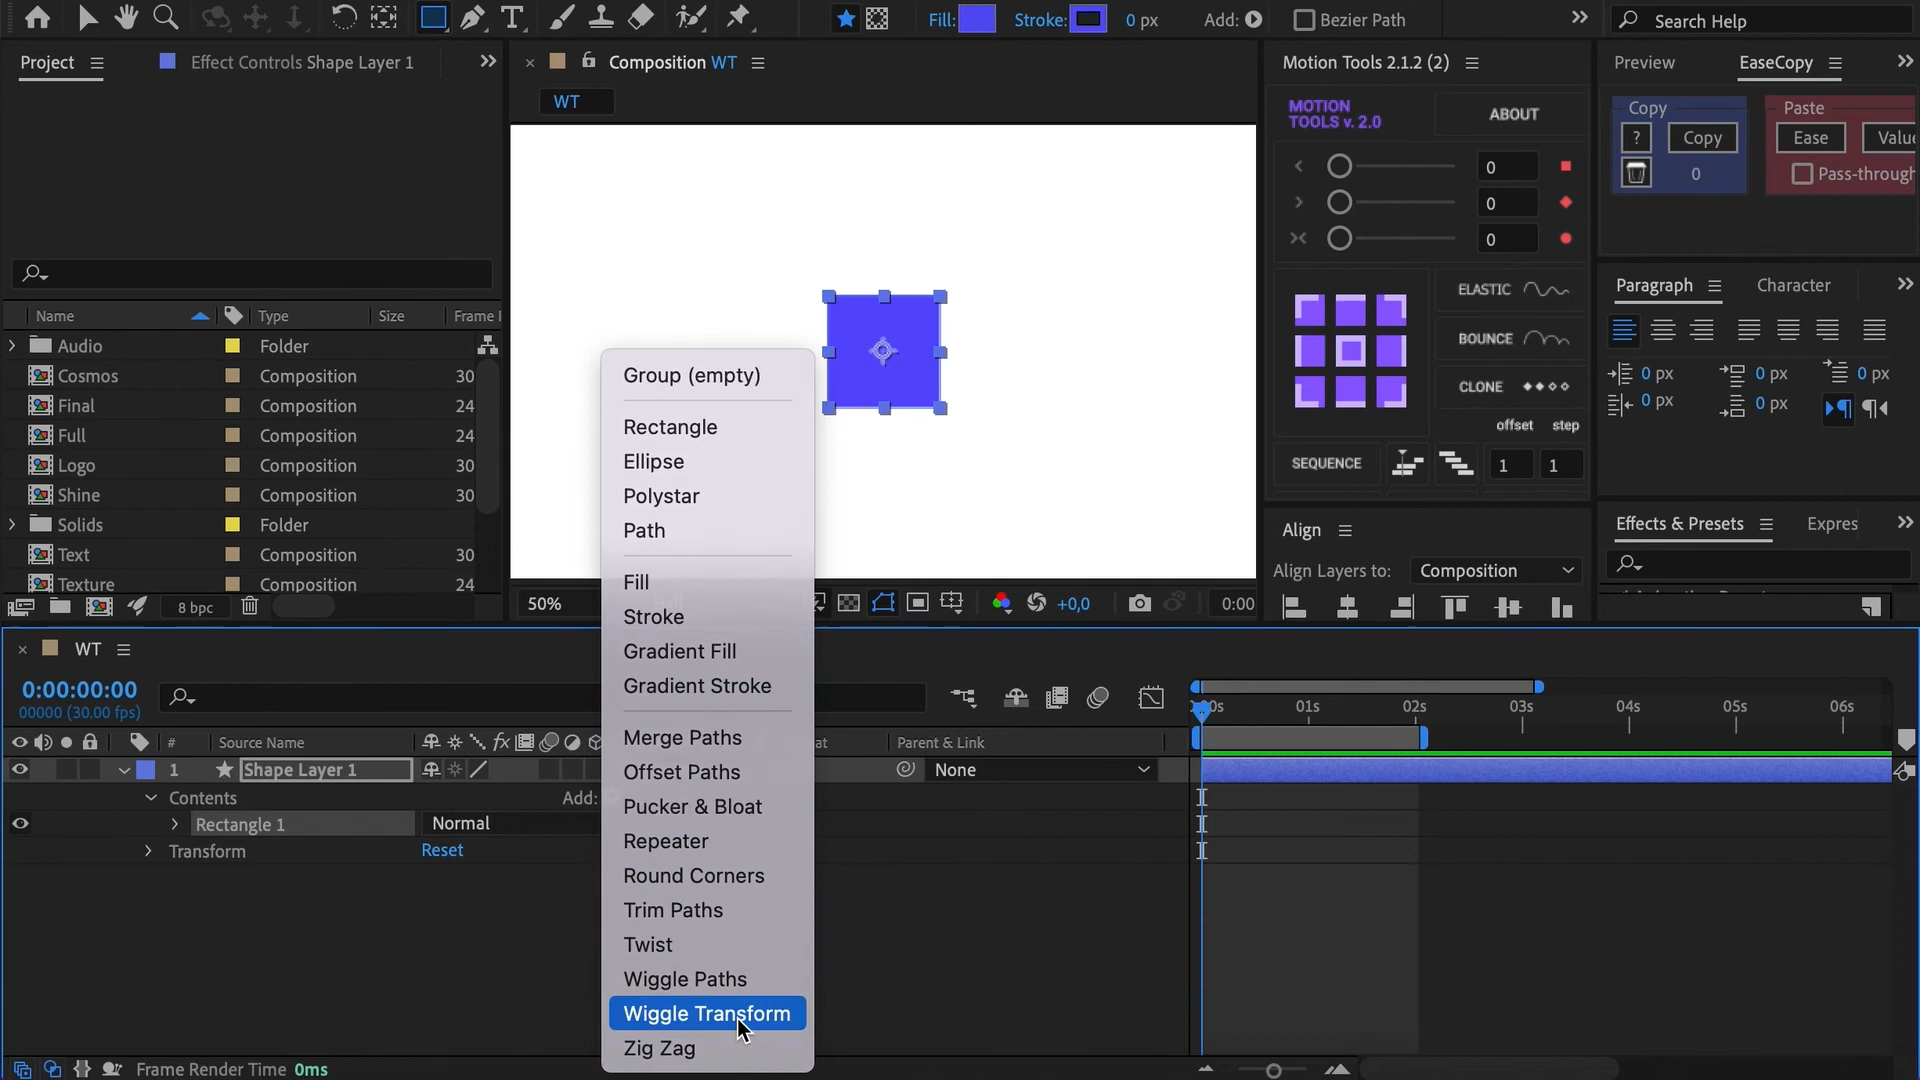 Fill:
Stroke:
0 px
Add:
Bezier Path
Search Help
Project
Effect Controls Shape Layer 1
Composition WT
WT
Motion Tools 2.1.2 (2)
Preview
EaseCopy
MOTION
TOOLS v. 2.0
ABOUT
0
0
0
Copy
?
Copy
0
Paste
Ease
Pass-through
ELASTIC
BOUNCE
CLONE
offset step
SEQUENCE
1
1
Paragraph
Character
0 px
0 px
0 px
0 px
0 px
Align
Align Layers to:
Composition
Effects & Presets
Name
Type
Size
Audio Folder
Cosmos Composition 30
Final Composition 24
Full Composition 24
Logo Composition 30
Shine Composition 30
Solids Folder
Text Composition 30
Texture Composition 24
8 bpc
50%
+0,0
0:00
Group (empty)
Rectangle
Ellipse
Polystar
Path
Fill
Stroke
Gradient Fill
Gradient Stroke
Merge Paths
Offset Paths
Pucker & Bloat
Repeater
Round Corners
Trim Paths
Twist
Wiggle Paths
Wiggle Transform
Zig Zag
WT
0:00:00:00
00000 (30.00 fps)
01s
02s
03s
04s
05s
06s
#
Source Name
fx
Parent & Link
1
Shape Layer 1
None
Contents
Add:
Rectangle 1
Normal
Transform
Reset
Frame Render Time 0ms